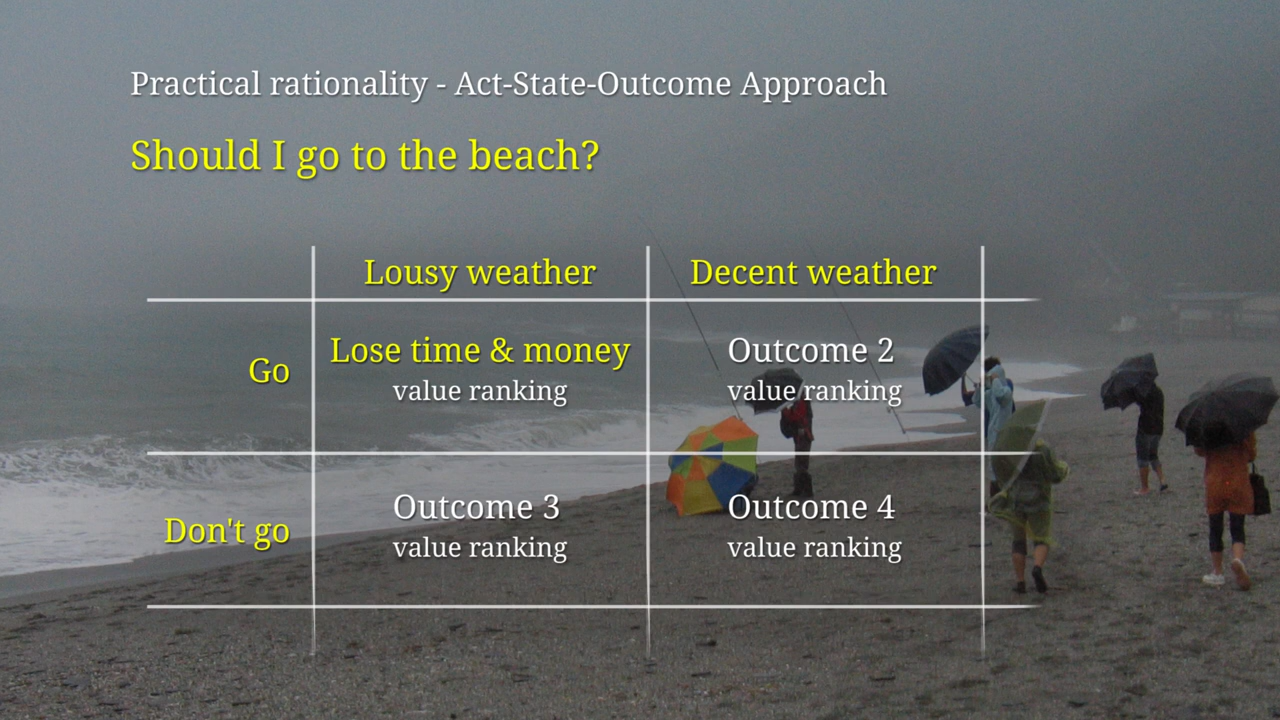 Practical rationality - Act-State-Outcome Approach
Should I go to the beach?
Lousy weather Decent weather
Go Lose time & money Outcome 2
value ranking value ranking
Don't go Outcome 3 Outcome 4
value ranking value ranking